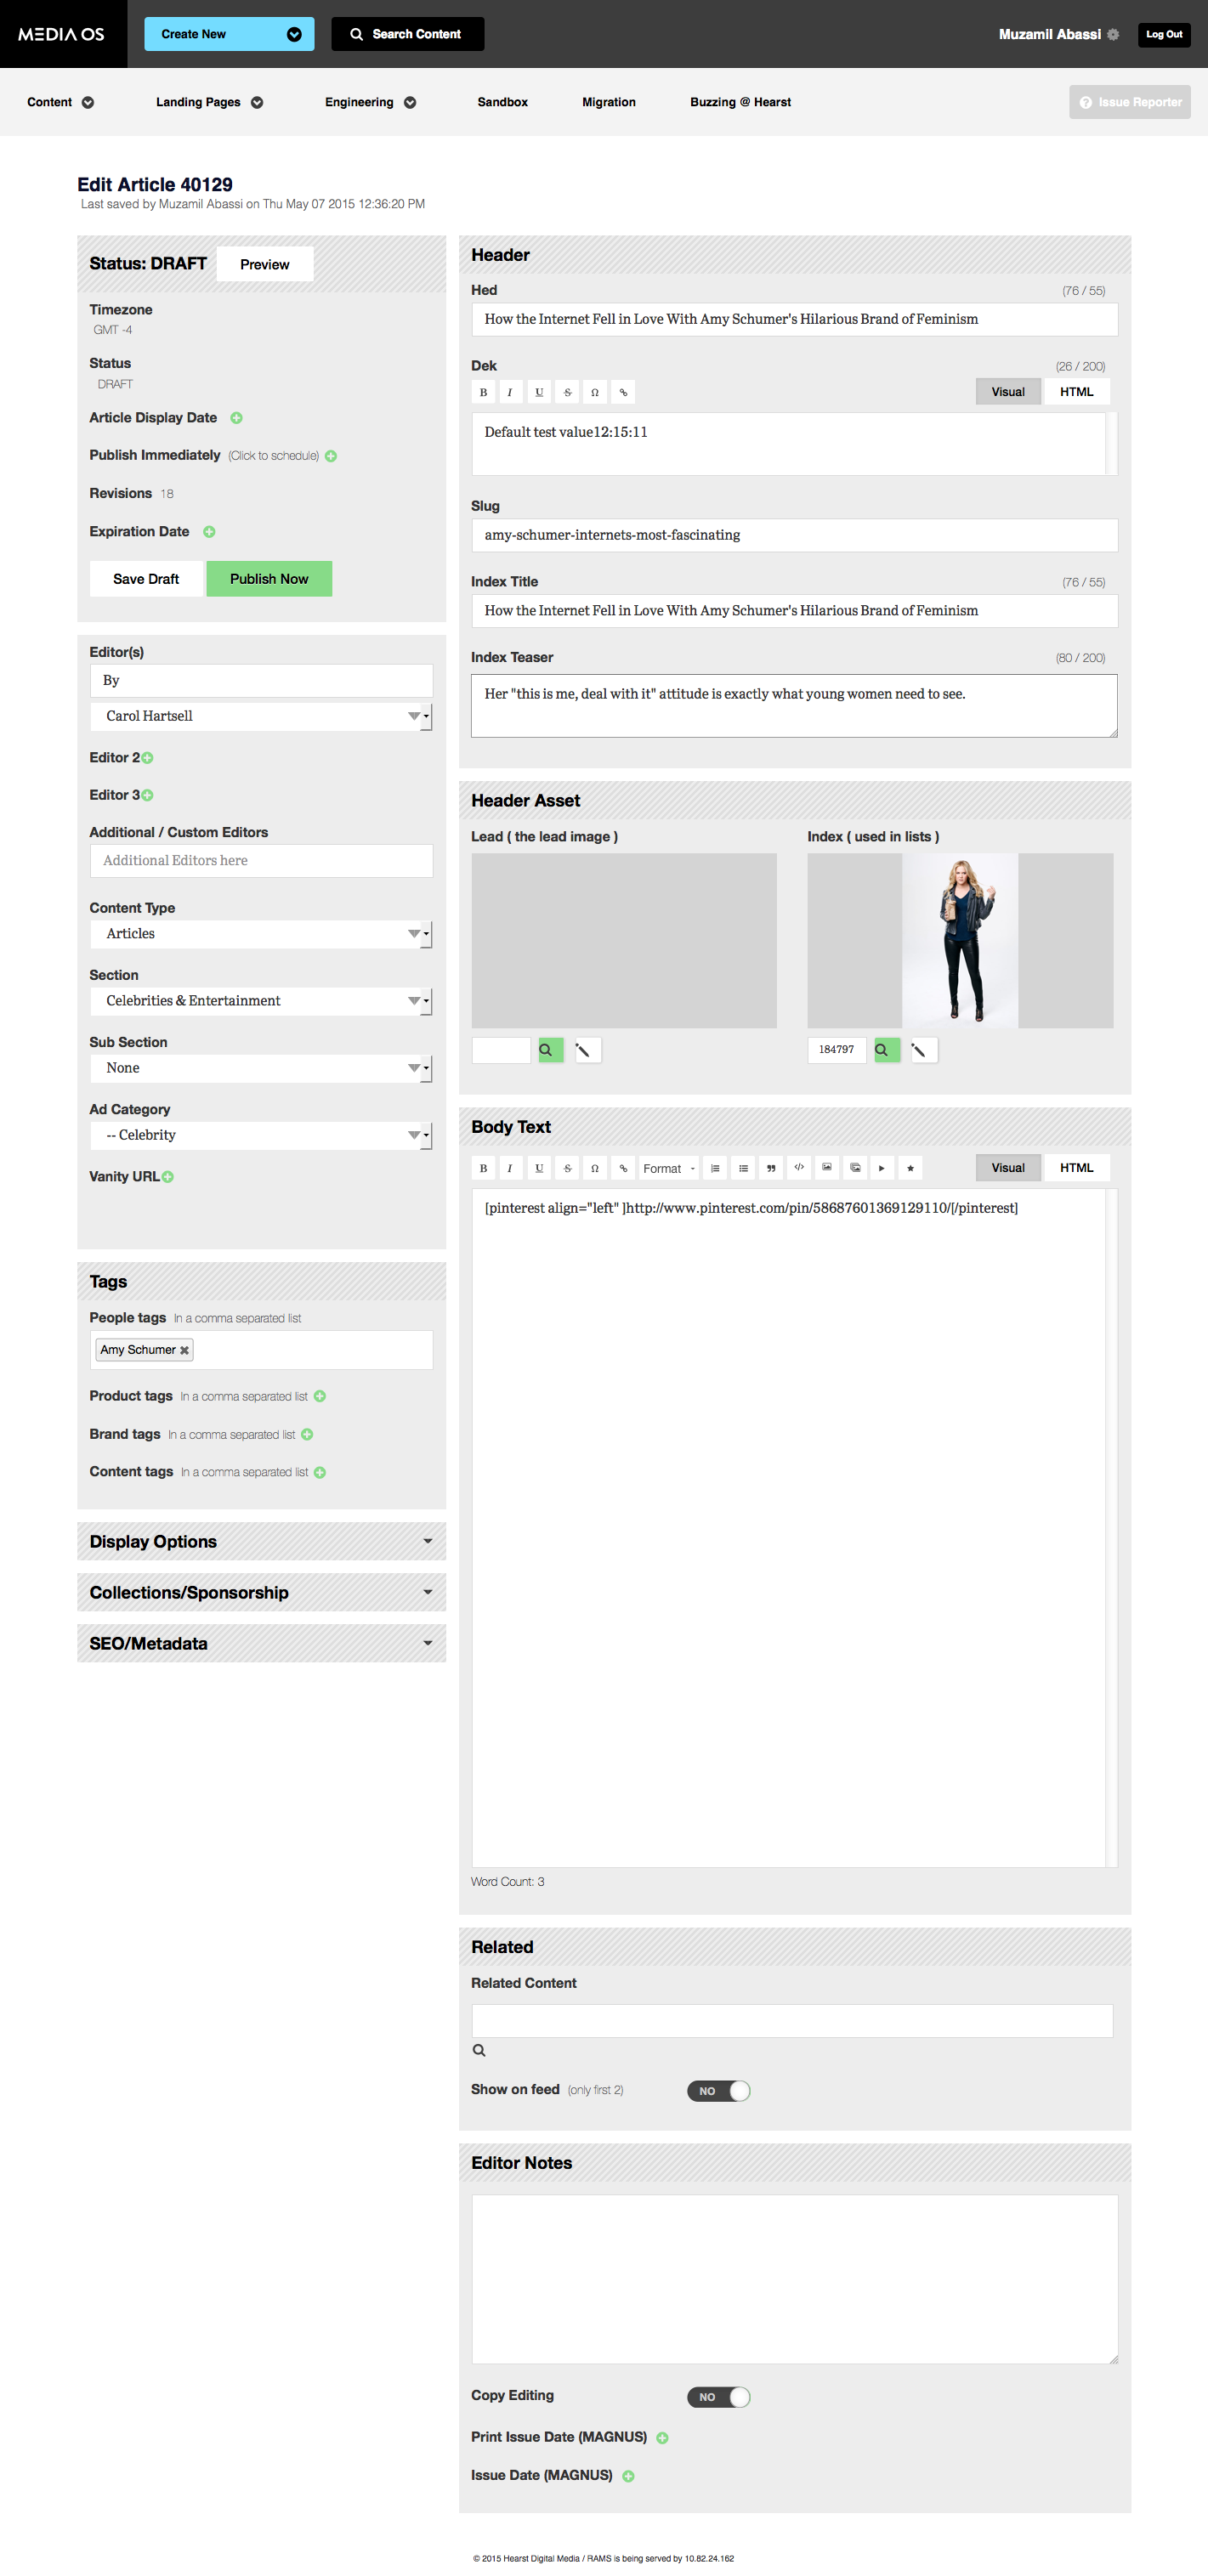 MEDIA OS
Create New
Search Content
Muzamil Abassi
Log Out
Content
Landing Pages
Engineering
Sandbox
Migration
Buzzing @ Hearst
Issue Reporter
Edit Article 40129
Last saved by Muzamil Abassi on Thu May 07 2015 12:36:20 PM
Status: DRAFT
Preview
Timezone
GMT -4
Status
DRAFT
Article Display Date
Publish Immediately (Click to schedule)
Revisions 18
Expiration Date
Save Draft
Publish Now
Editor(s)
By
Carol Hartsell
Editor 2
Editor 3
Additional / Custom Editors
Additional Editors here
Content Type
Articles
Section
Celebrities & Entertainment
Sub Section
None
Ad Category
-- Celebrity
Vanity URL
Tags
People tags In a comma separated list
Amy Schumer
Product tags In a comma separated list
Brand tags In a comma separated list
Content tags In a comma separated list
Display Options
Collections/Sponsorship
SEO/Metadata
Header
Hed (76 / 55)
How the Internet Fell in Love With Amy Schumer's Hilarious Brand of Feminism
Dek (26 / 200)
B I U S Ω
Visual HTML
Default test value12:15:11
Slug
amy-schumer-internets-most-fascinating
Index Title (76 / 55)
How the Internet Fell in Love With Amy Schumer's Hilarious Brand of Feminism
Index Teaser (80 / 200)
Her "this is me, deal with it" attitude is exactly what young women need to see.
Header Asset
Lead ( the lead image )
Index ( used in lists )
184797
Body Text
B I U S Ω Format
Visual HTML
[pinterest align="left" ]http://www.pinterest.com/pin/58687601369129110/[/pinterest]
Word Count: 3
Related
Related Content
Show on feed (only first 2)
NO
Editor Notes
Copy Editing
NO
Print Issue Date (MAGNUS)
Issue Date (MAGNUS)
© 2015 Hearst Digital Media / RAMS is being served by 10.82.24.162